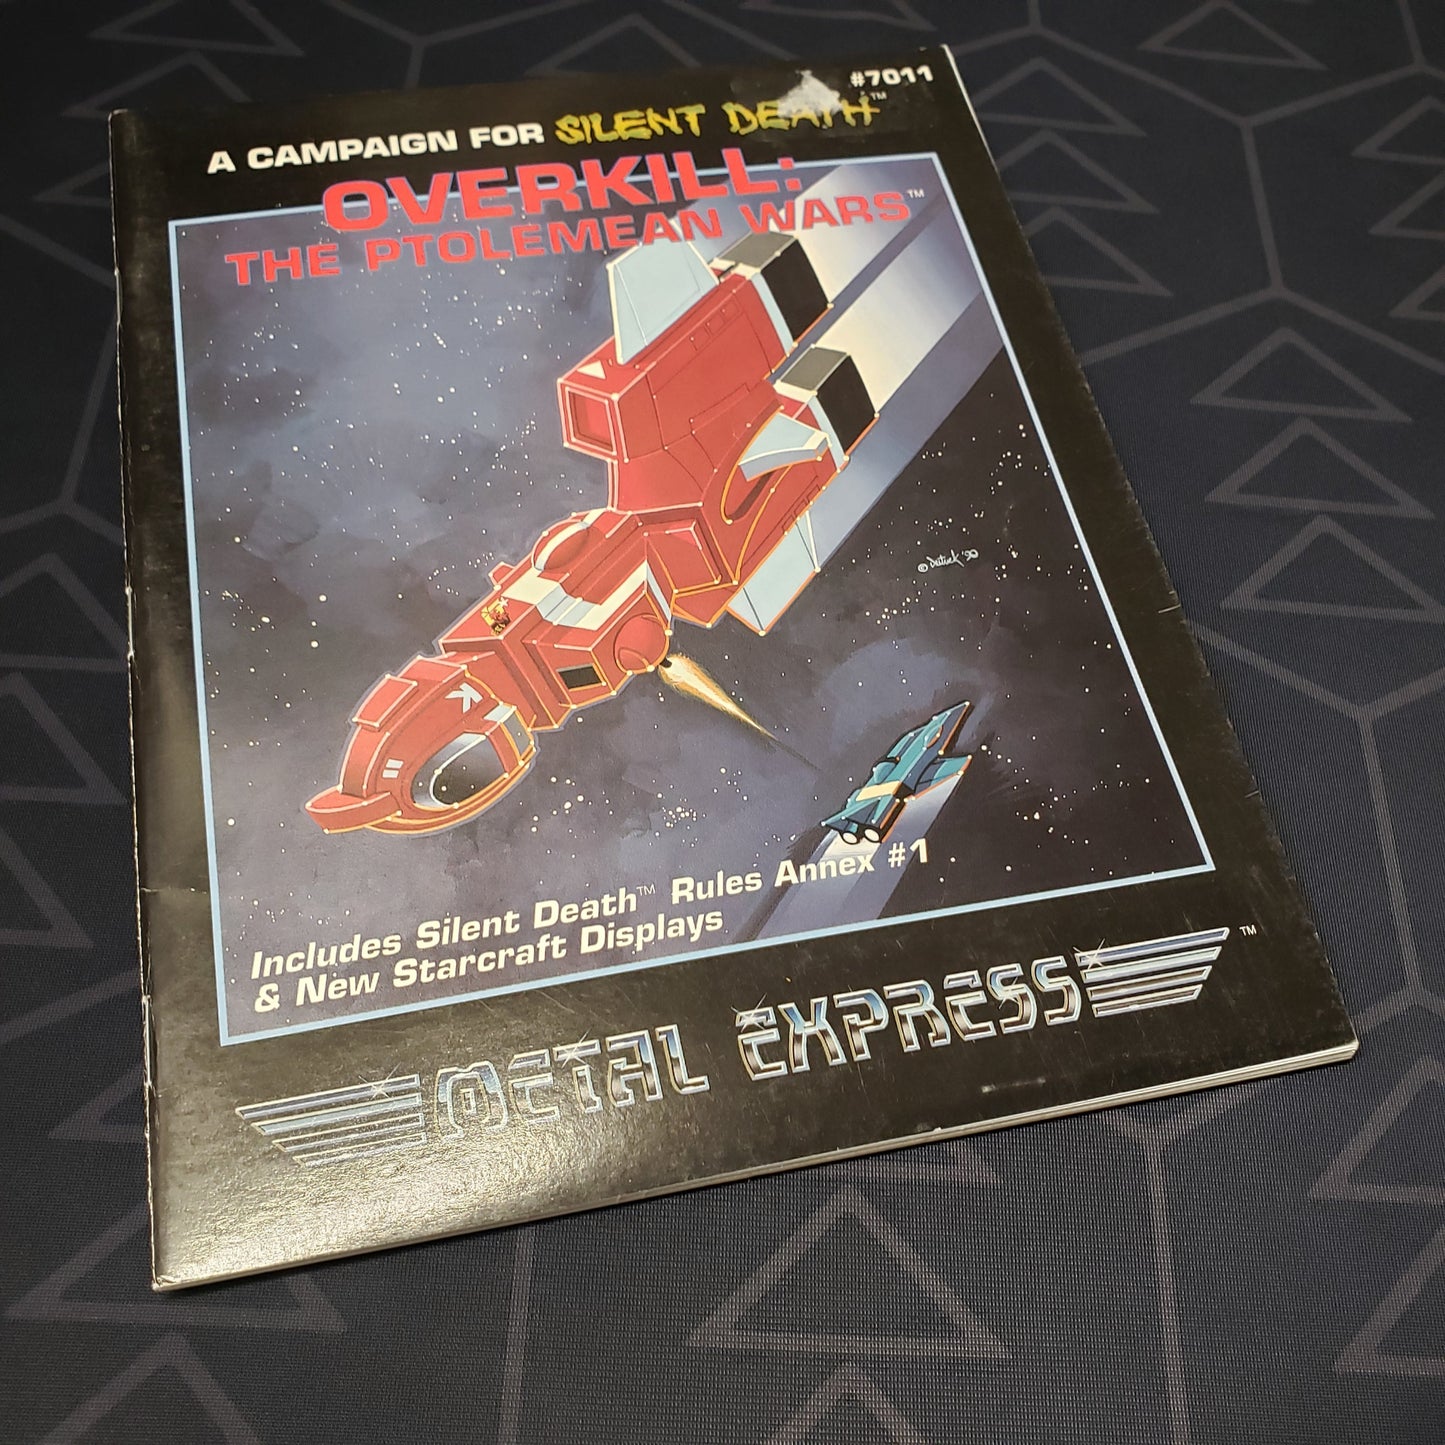 #7011
A CAMPAIGN FOR SILENT DEATH™
OVERKILL:
THE PTOLEMEAN WARS™
K
© '90
Includes Silent Death™ Rules Annex #1
& New Starcraft Displays
METAL EXPRESS™